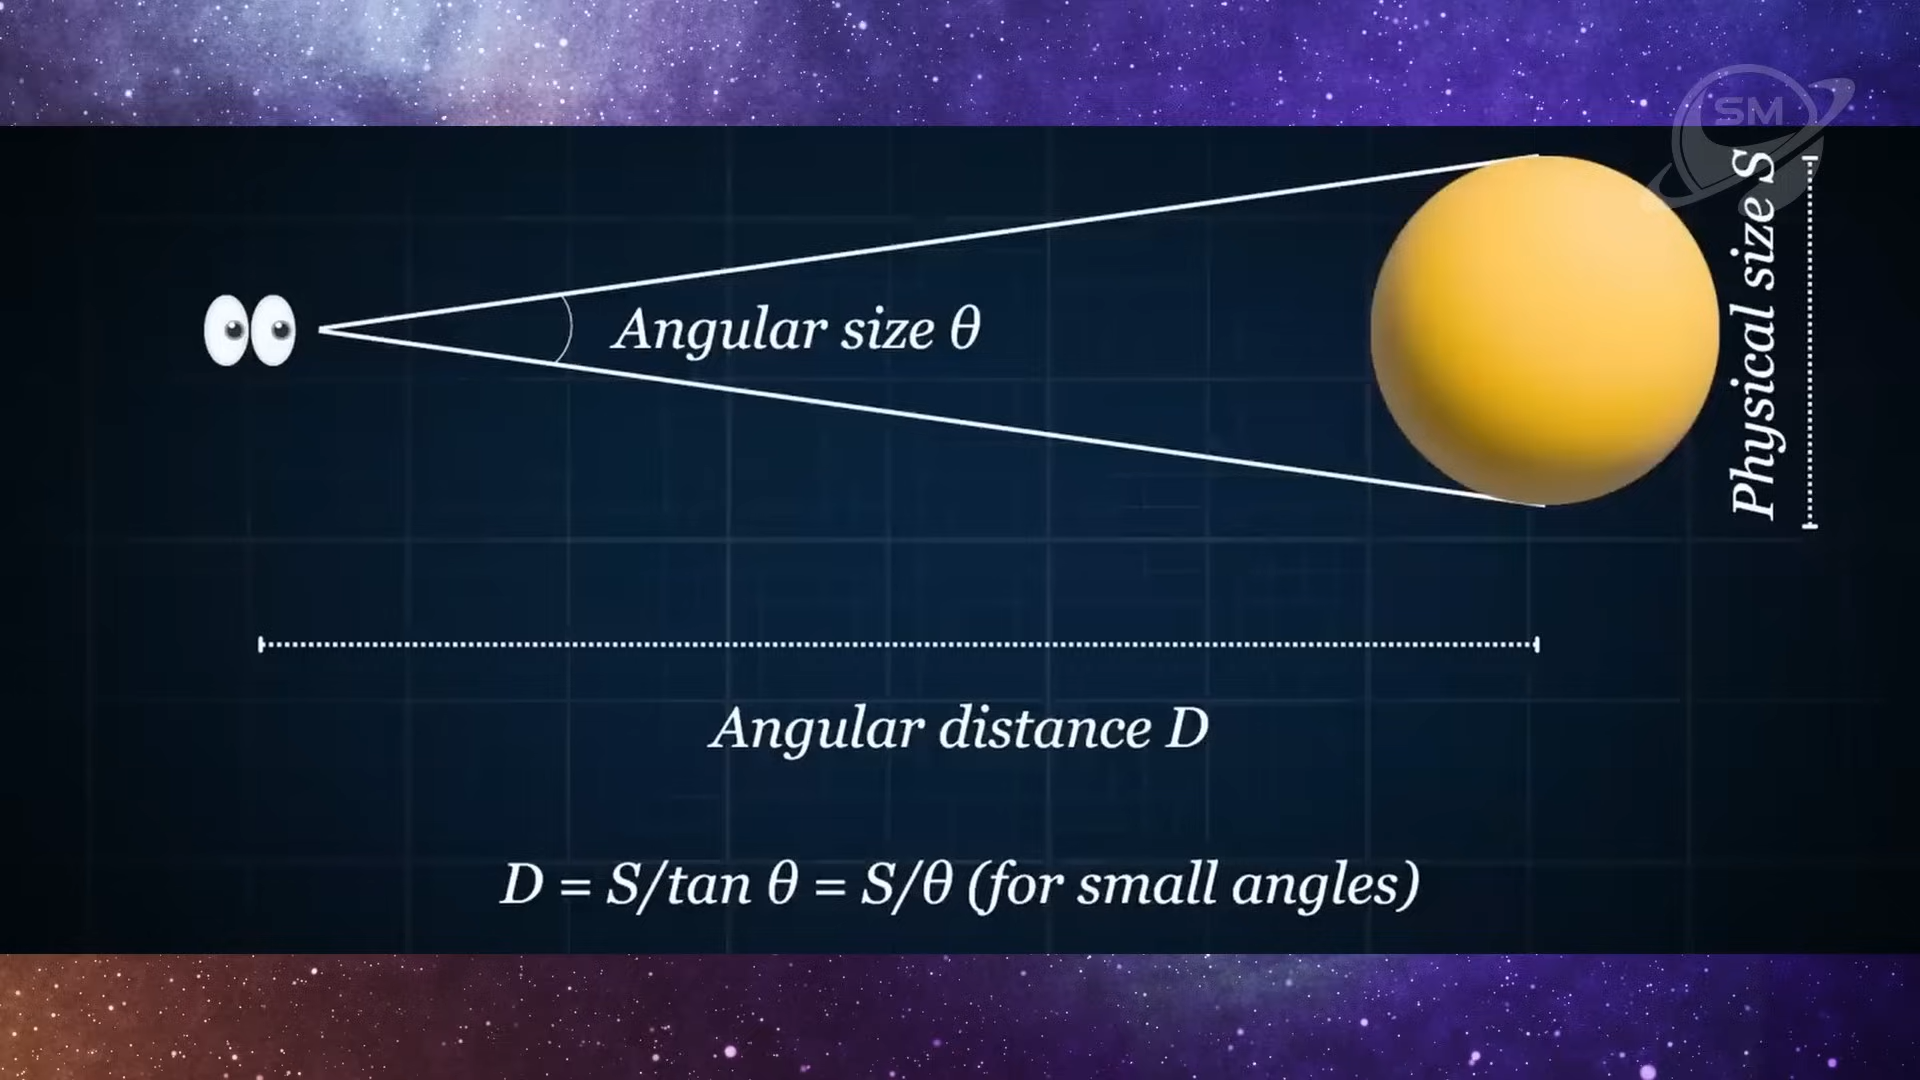 SM
Angular size θ
Physical size S
Angular distance D
D = S/tan θ = S/θ (for small angles)